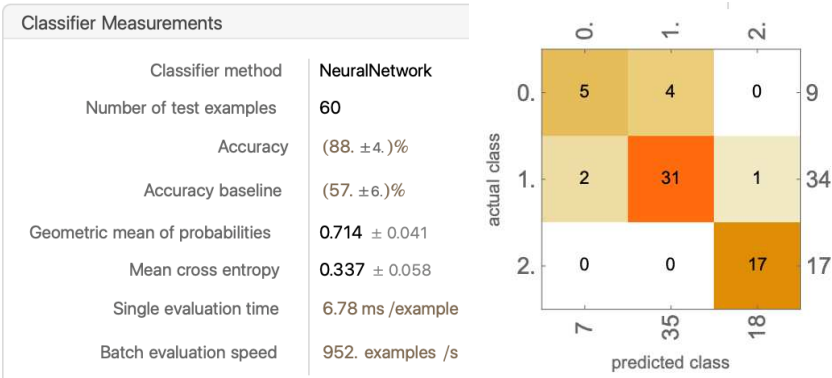 Classifier Measurements
Classifier method NeuralNetwork
Number of test examples 60
Accuracy (88. ±4.)%
Accuracy baseline (57. ±6.)%
Geometric mean of probabilities 0.714 ± 0.041
Mean cross entropy 0.337 ± 0.058
Single evaluation time 6.78 ms /example
Batch evaluation speed 952. examples /s
0. 1. 2.
0. 5 4 0 9
1. 2 31 1 34
2. 0 0 17 17
7 35 18
actual class
predicted class